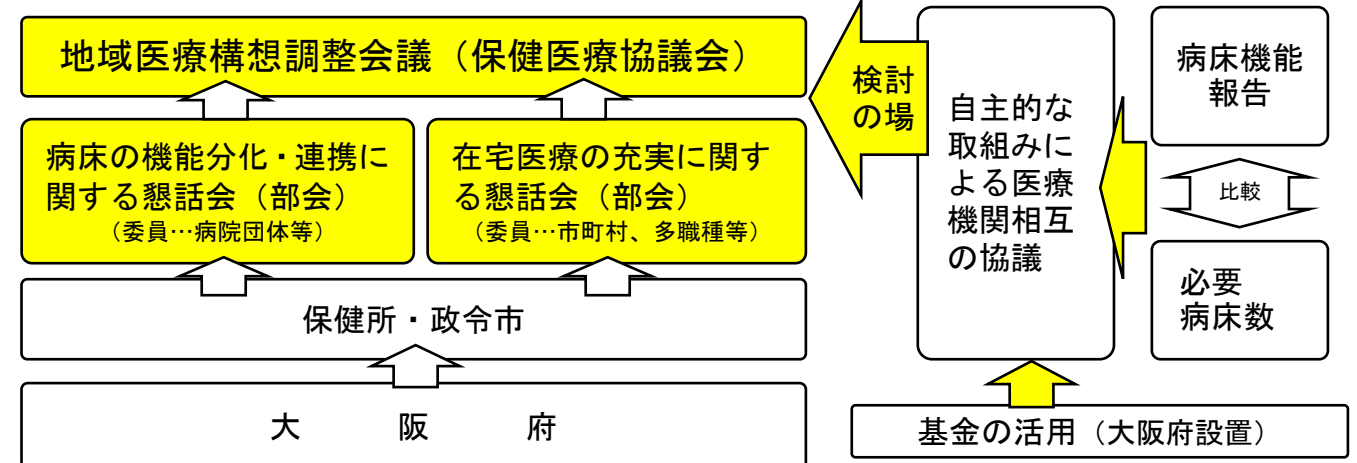 地域医療構想調整会議（保健医療協議会）
病床の機能分化・連携に
関する懇話会（部会）
（委員…病院団体等）
在宅医療の充実に関す
る懇話会（部会）
（委員…市町村、多職種等）
保健所・政令市
大　阪　府
検討
の場
自主的な
取組みに
よる医療
機関相互
の協議
病床機能
報告
比較
必要
病床数
基金の活用（大阪府設置）